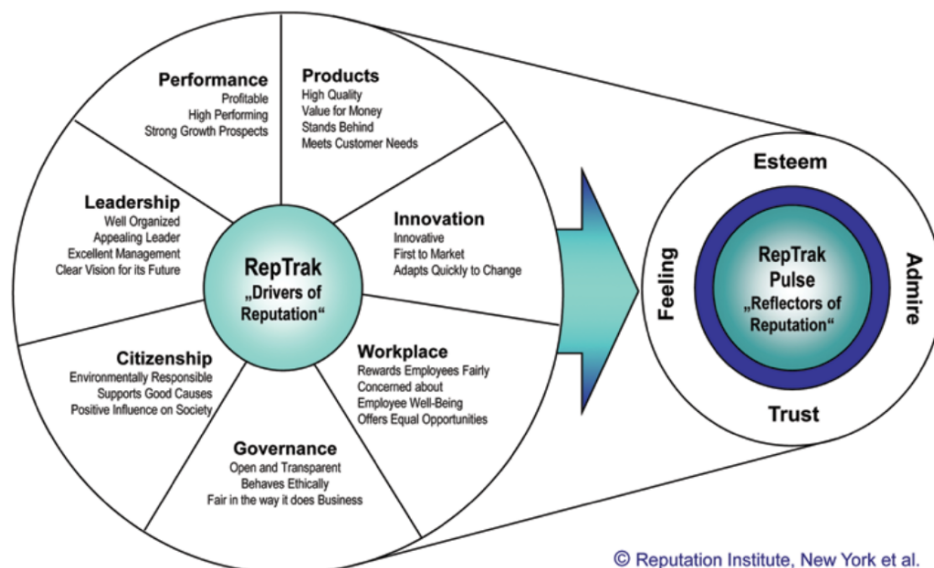 Performance
Profitable
High Performing
Strong Growth Prospects
Products
High Quality
Value for Money
Stands Behind
Meets Customer Needs
Leadership
Well Organized
Appealing Leader
Excellent Management
Clear Vision for its Future
Innovation
Innovative
First to Market
Adapts Quickly to Change
RepTrak
„Drivers of
Reputation“
Citizenship
Environmentally Responsible
Supports Good Causes
Positive Influence on Society
Workplace
Rewards Employees Fairly
Concerned about
Employee Well-Being
Offers Equal Opportunities
Governance
Open and Transparent
Behaves Ethically
Fair in the way it does Business
Esteem
Feeling
RepTrak
Pulse
„Reflectors of
Reputation“
Admire
Trust
© Reputation Institute, New York et al.